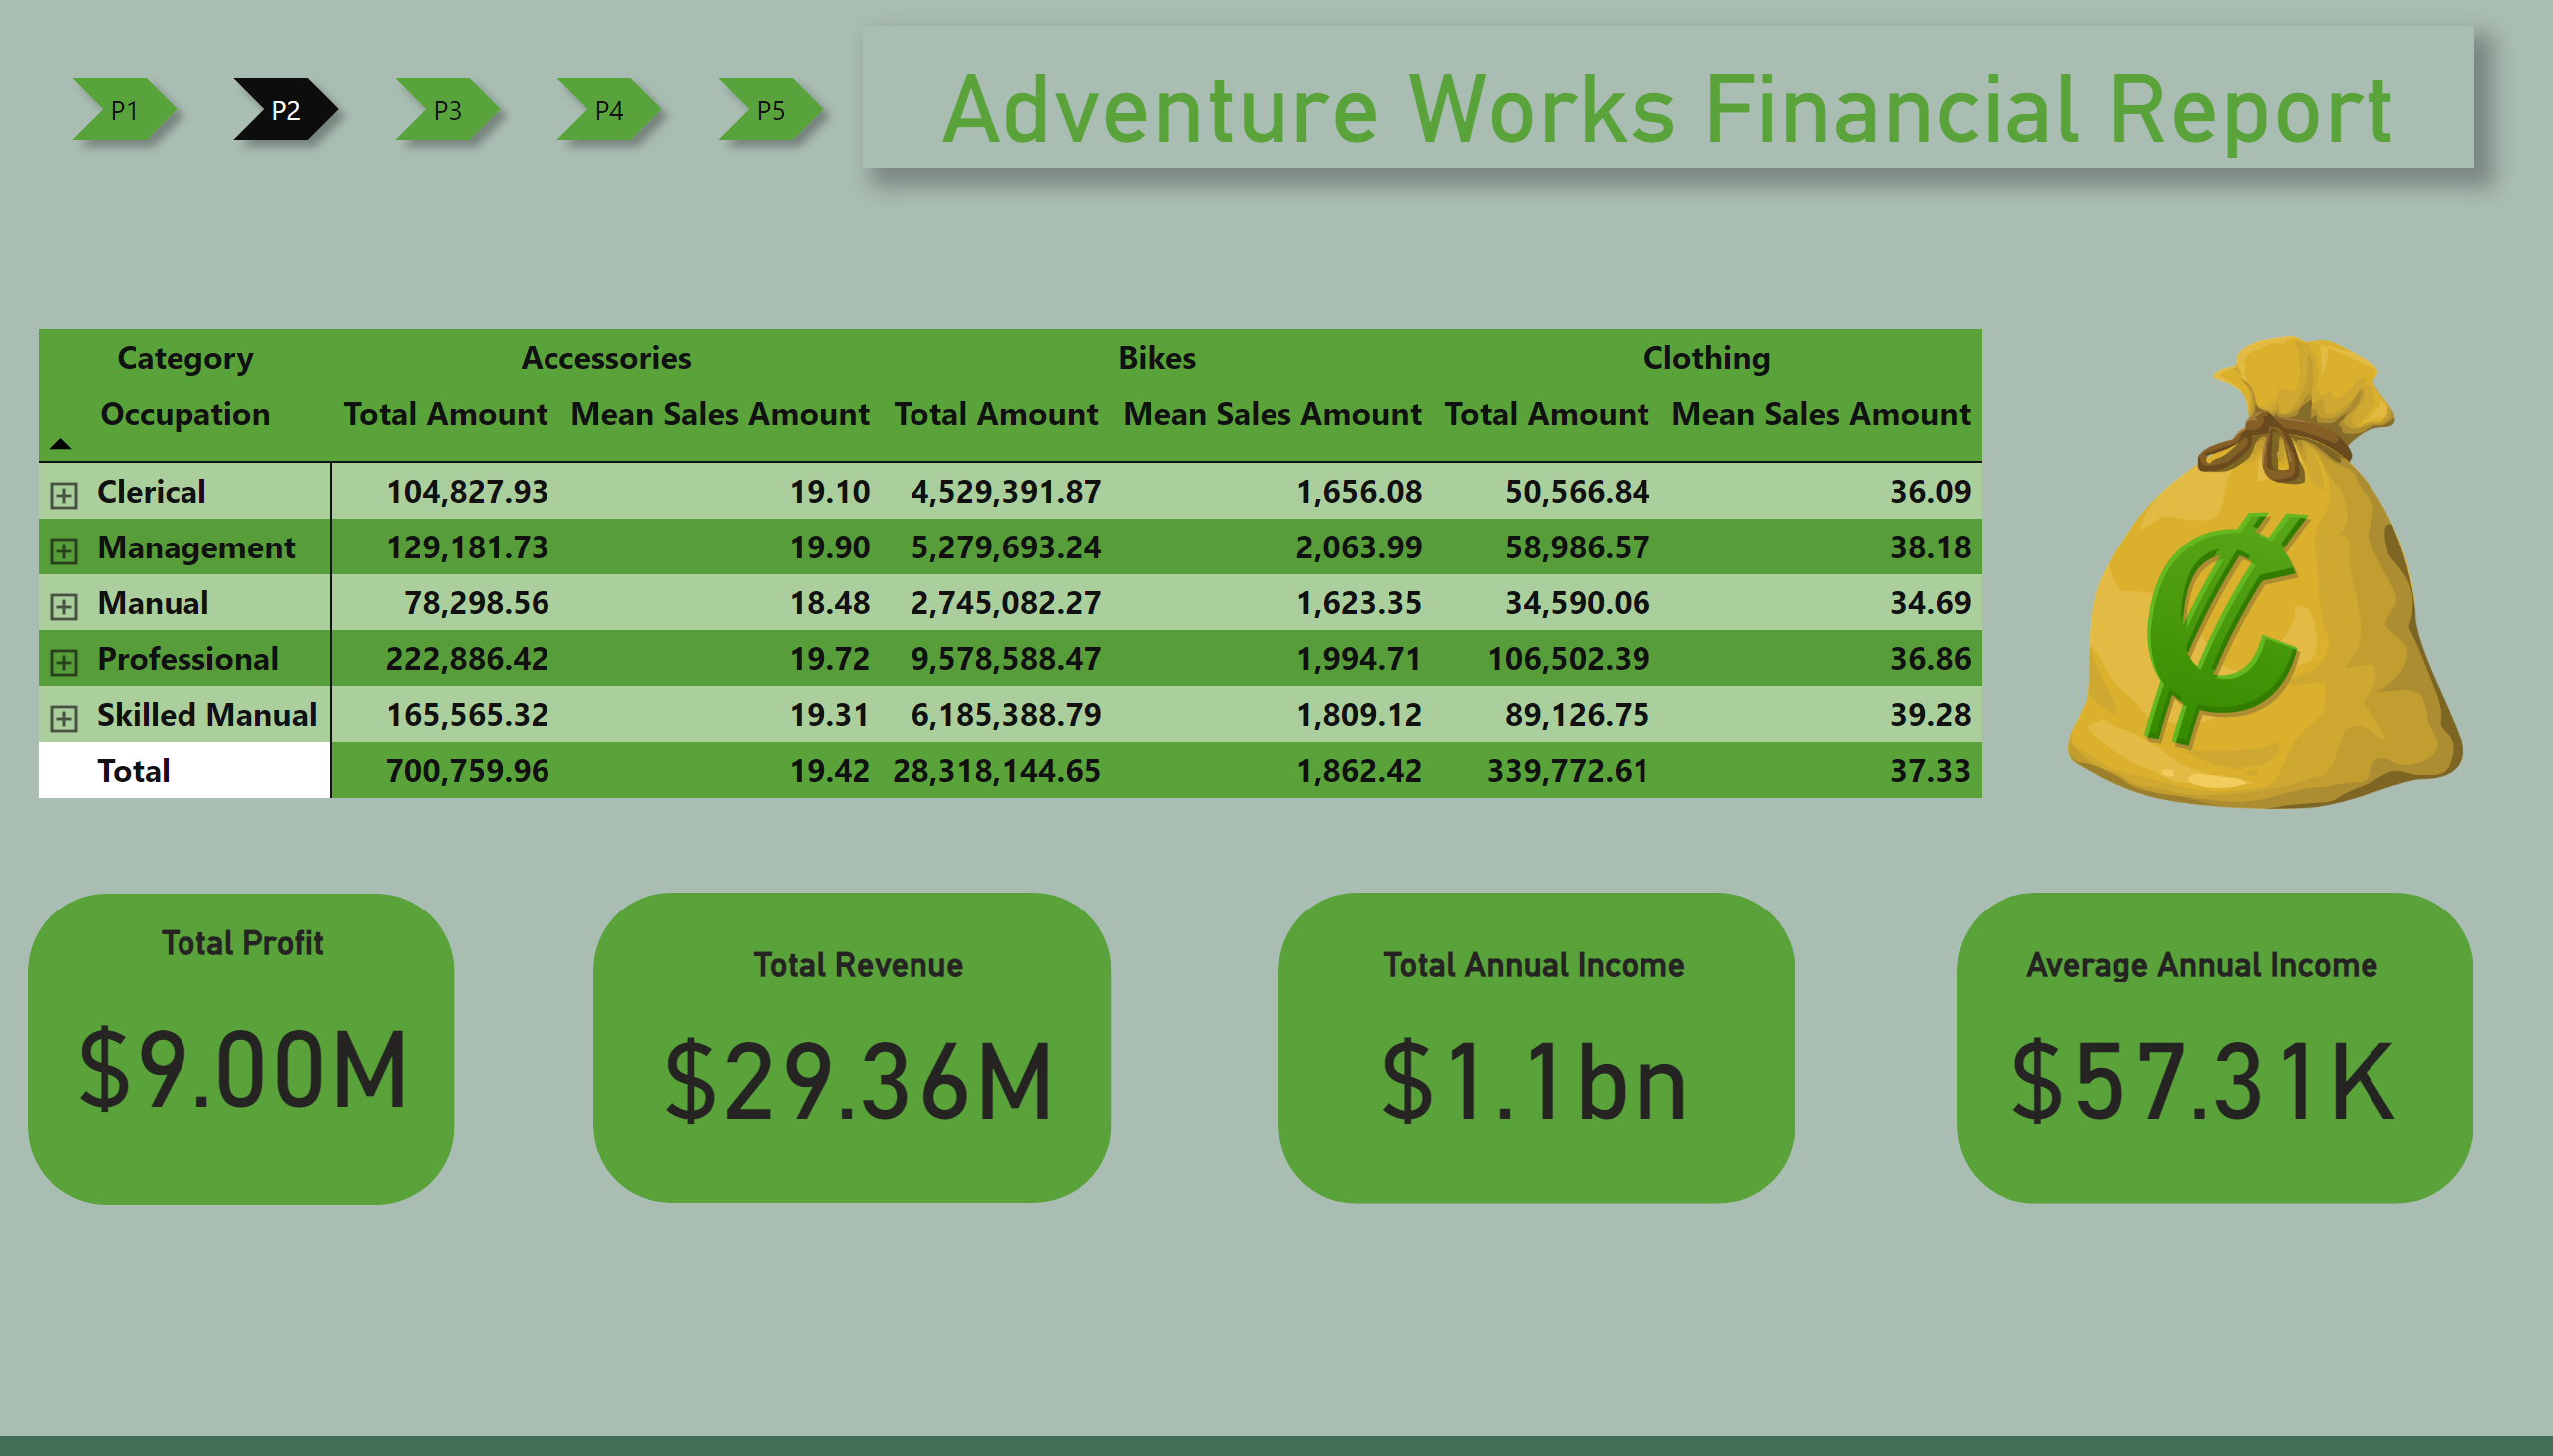 P1 P2 P3 P4 P5 Adventure Works Financial Report
Category Accessories Bikes Clothing
Occupation Total Amount Mean Sales Amount Total Amount Mean Sales Amount Total Amount Mean Sales Amount
Clerical 104,827.93 19.10 4,529,391.87 1,656.08 50,566.84 36.09
Management 129,181.73 19.90 5,279,693.24 2,063.99 58,986.57 38.18
Manual 78,298.56 18.48 2,745,082.27 1,623.35 34,590.06 34.69
Professional 222,886.42 19.72 9,578,588.47 1,994.71 106,502.39 36.86
Skilled Manual 165,565.32 19.31 6,185,388.79 1,809.12 89,126.75 39.28
Total 700,759.96 19.42 28,318,144.65 1,862.42 339,772.61 37.33
₡
Total Profit
$9.00M
Total Revenue
$29.36M
Total Annual Income
$1.1bn
Average Annual Income
$57.31K